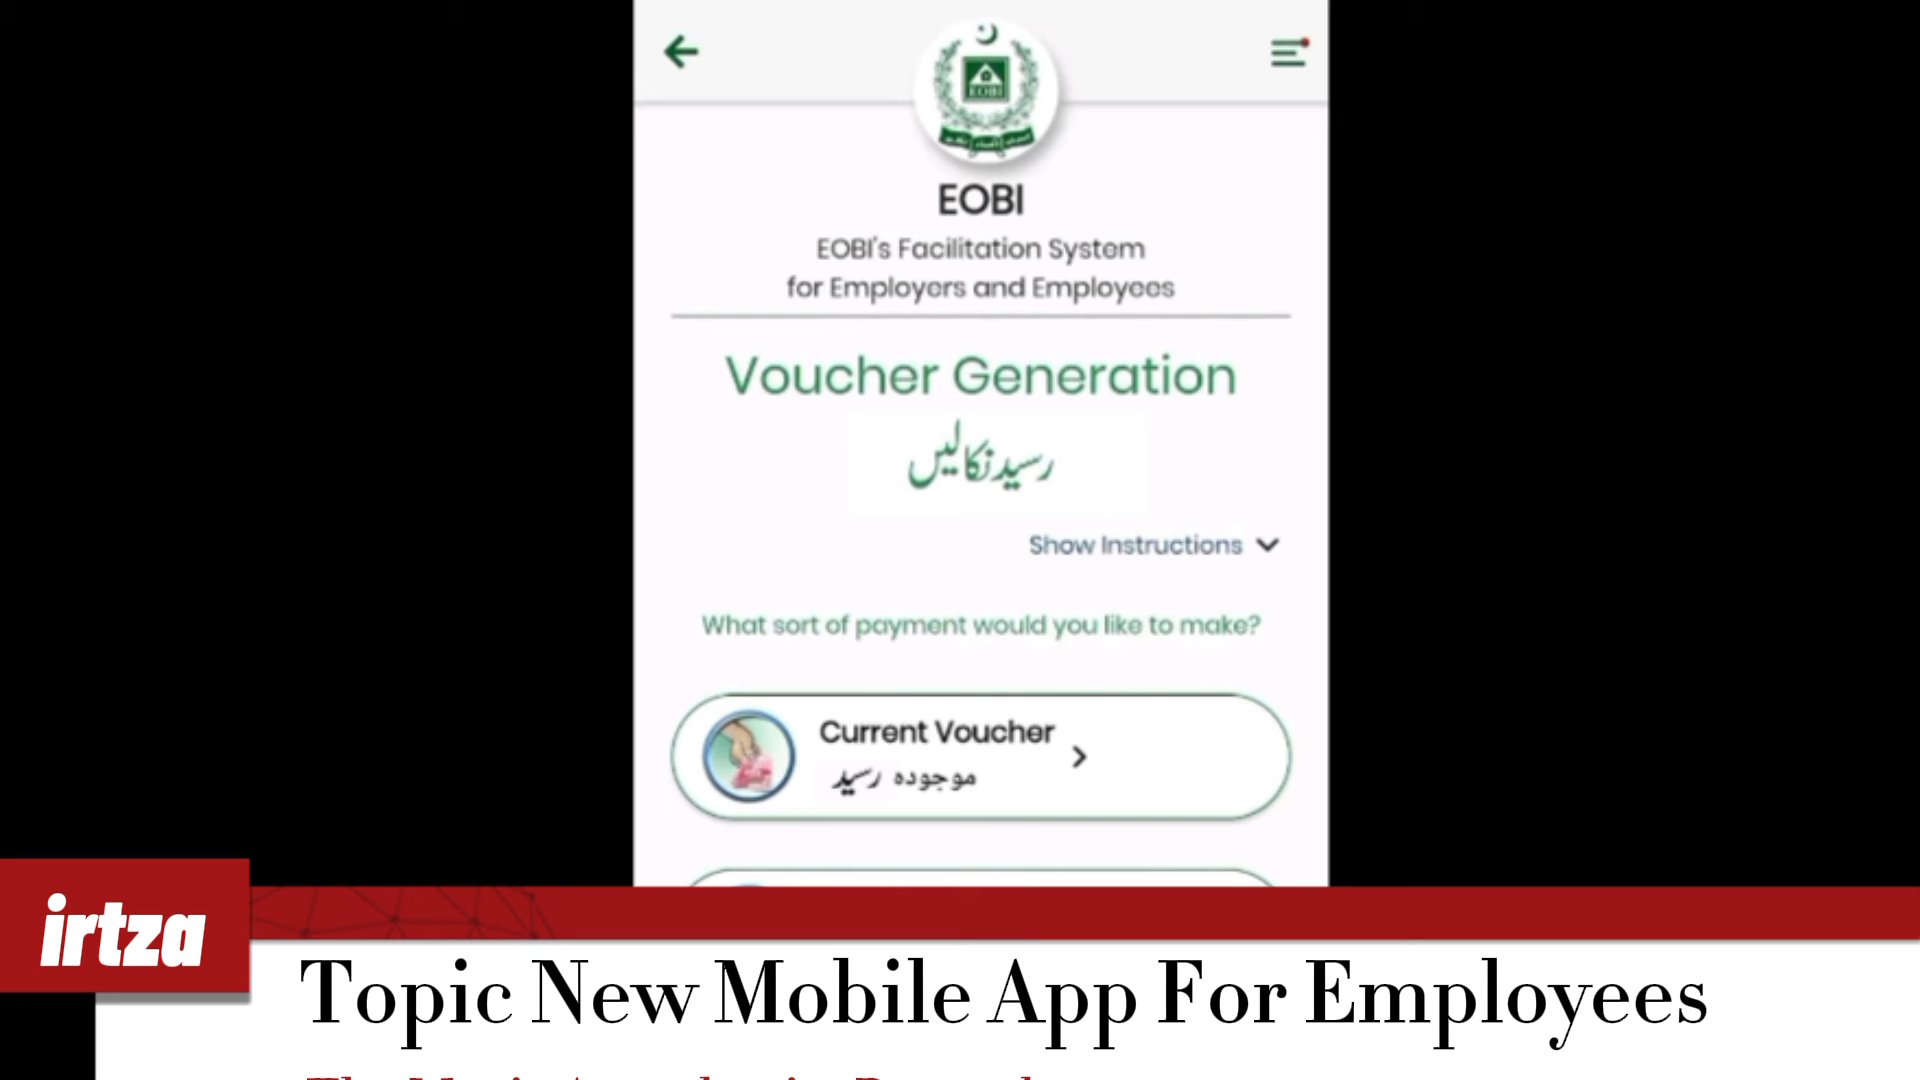 EOBI
EOBI
EOBI's Facilitation System
for Employers and Employees
Voucher Generation
رسید نکالیں
Show Instructions
What sort of payment would you like to make?
Current Voucher
موجودہ رسید
irtza
Topic New Mobile App For Employees